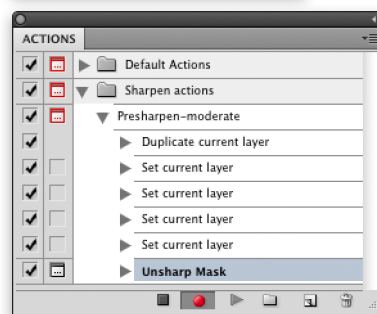 ACTIONS
Default Actions
Sharpen actions
Presharpen-moderate
Duplicate current layer
Set current layer
Set current layer
Set current layer
Set current layer
Unsharp Mask